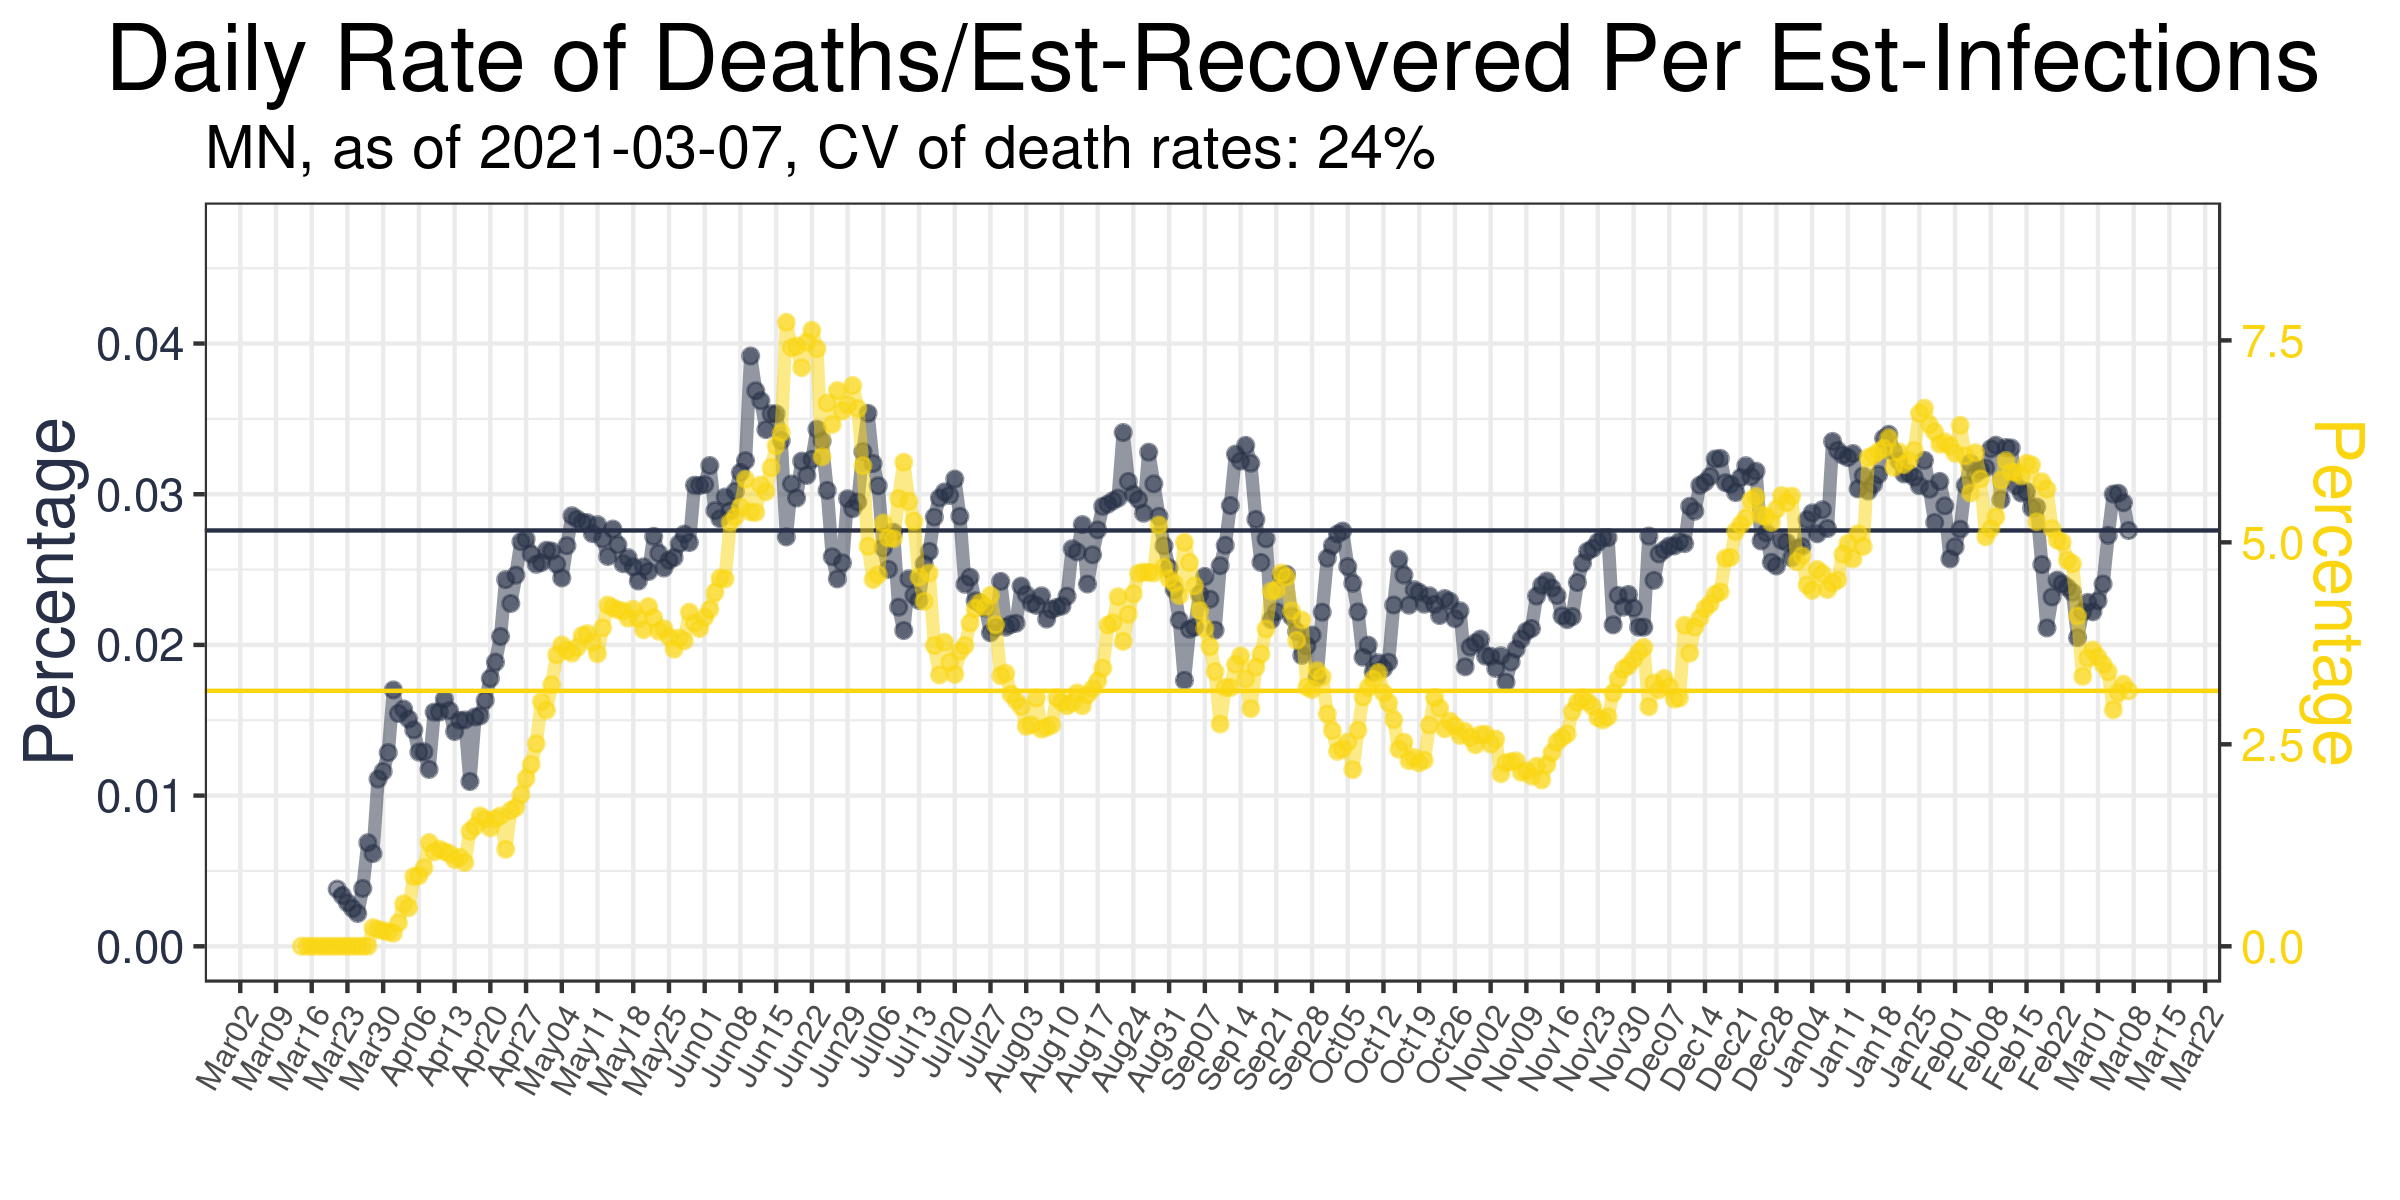 Daily Rate of Deaths/Est-Recovered Per Est-Infections
MN, as of 2021-03-07, CV of death rates: 24%
Percentage
0.04
0.03
0.02
0.01
0.00
7.5
5.0
2.5
0.0
Percentage
Mar02
Mar09
Mar16
Mar23
Mar30
Apr06
Apr13
Apr20
Apr27
May04
May11
May18
May25
Jun01
Jun08
Jun15
Jun22
Jun29
Jul06
Jul13
Jul20
Jul27
Aug03
Aug10
Aug17
Aug24
Aug31
Sep07
Sep14
Sep21
Sep28
Oct05
Oct12
Oct19
Oct26
Nov02
Nov09
Nov16
Nov23
Nov30
Dec07
Dec14
Dec21
Dec28
Jan04
Jan11
Jan18
Jan25
Feb01
Feb08
Feb15
Feb22
Mar01
Mar08
Mar15
Mar22